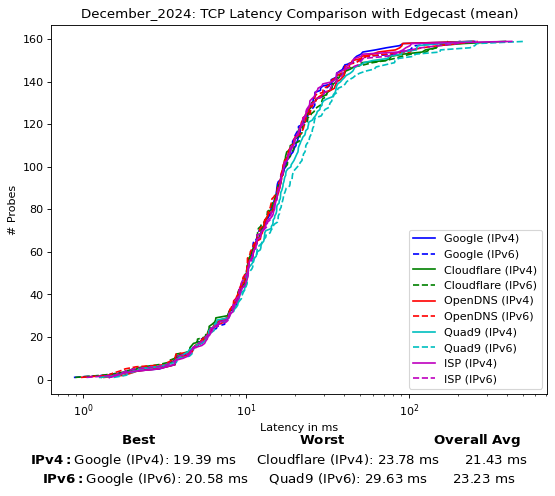 December_2024: TCP Latency Comparison with Edgecast (mean)
# Probes
160
140
120
100
80
60
40
20
0
Google (IPv4)
Google (IPv6)
Cloudflare (IPv4)
Cloudflare (IPv6)
OpenDNS (IPv4)
OpenDNS (IPv6)
Quad9 (IPv4)
Quad9 (IPv6)
ISP (IPv4)
ISP (IPv6)
10⁰ 10¹ 10²
Latency in ms
Best Worst Overall Avg
IPv4: Google (IPv4): 19.39 ms Cloudflare (IPv4): 23.78 ms 21.43 ms
IPv6: Google (IPv6): 20.58 ms Quad9 (IPv6): 29.63 ms 23.23 ms